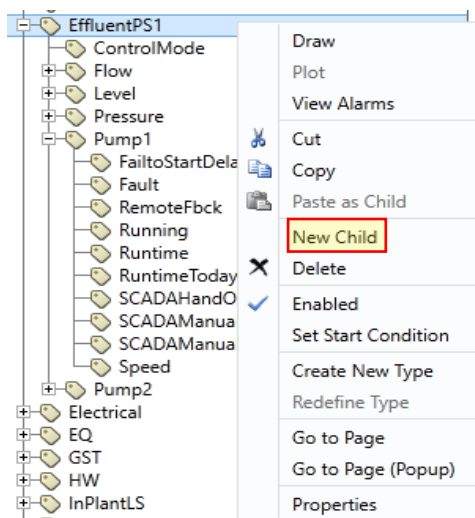 EffluentPS1
ControlMode
Flow
Level
Pressure
Pump1
FailtoStartDela
Fault
RemoteFbck
Running
Runtime
RuntimeToday
SCADAHandO
SCADAManua
SCADAManua
Speed
Pump2
Electrical
EQ
GST
HW
InPlantLS
Draw
Plot
View Alarms
Cut
Copy
Paste as Child
New Child
Delete
Enabled
Set Start Condition
Create New Type
Redefine Type
Go to Page
Go to Page (Popup)
Properties